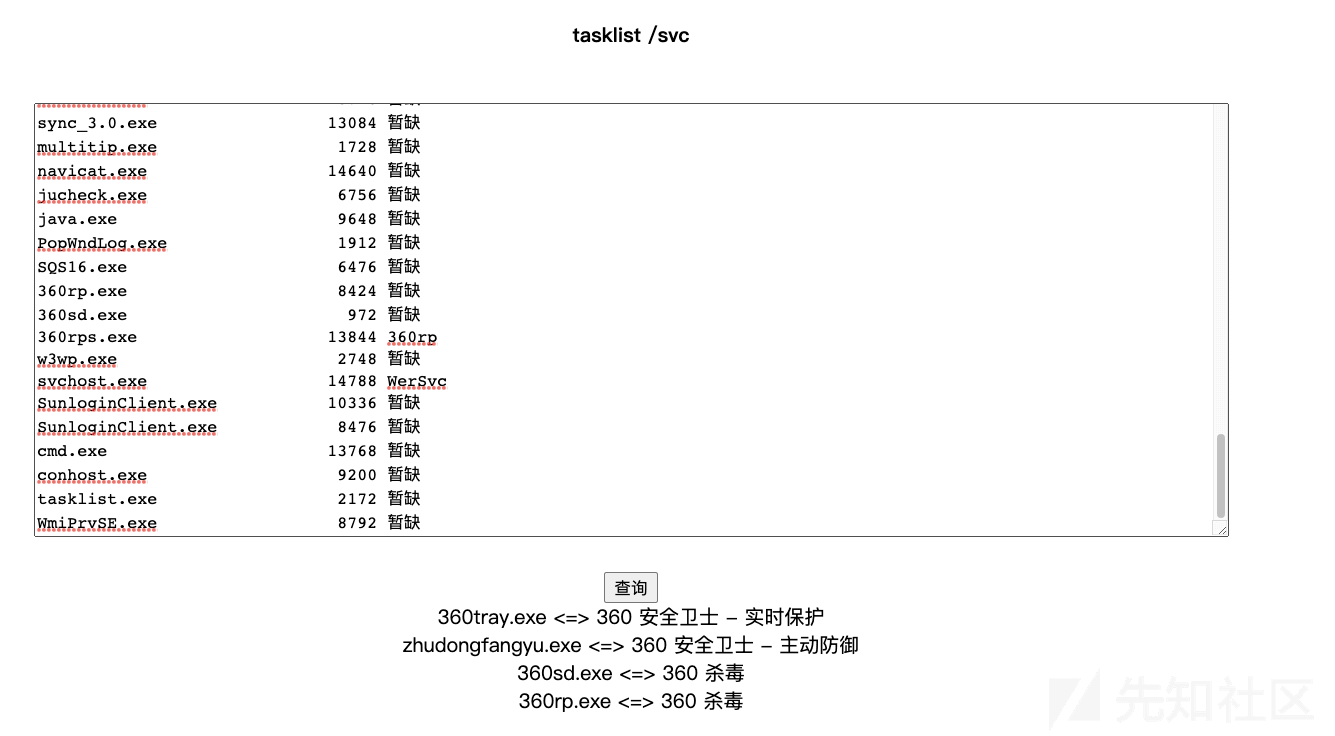 tasklist /svc
sync_3.0.exe 13084 暂缺
multitip.exe 1728 暂缺
navicat.exe 14640 暂缺
jucheck.exe 6756 暂缺
java.exe 9648 暂缺
PopWndLog.exe 1912 暂缺
SQS16.exe 6476 暂缺
360rp.exe 8424 暂缺
360sd.exe 972 暂缺
360rps.exe 13844 360rp
w3wp.exe 2748 暂缺
svchost.exe 14788 WerSvc
SunloginClient.exe 10336 暂缺
SunloginClient.exe 8476 暂缺
cmd.exe 13768 暂缺
conhost.exe 9200 暂缺
tasklist.exe 2172 暂缺
WmiPrvSE.exe 8792 暂缺
查询
360tray.exe <=> 360 安全卫士 – 实时保护
zhudongfangyu.exe <=> 360 安全卫士 – 主动防御
360sd.exe <=> 360 杀毒
360rp.exe <=> 360 杀毒
先知社区